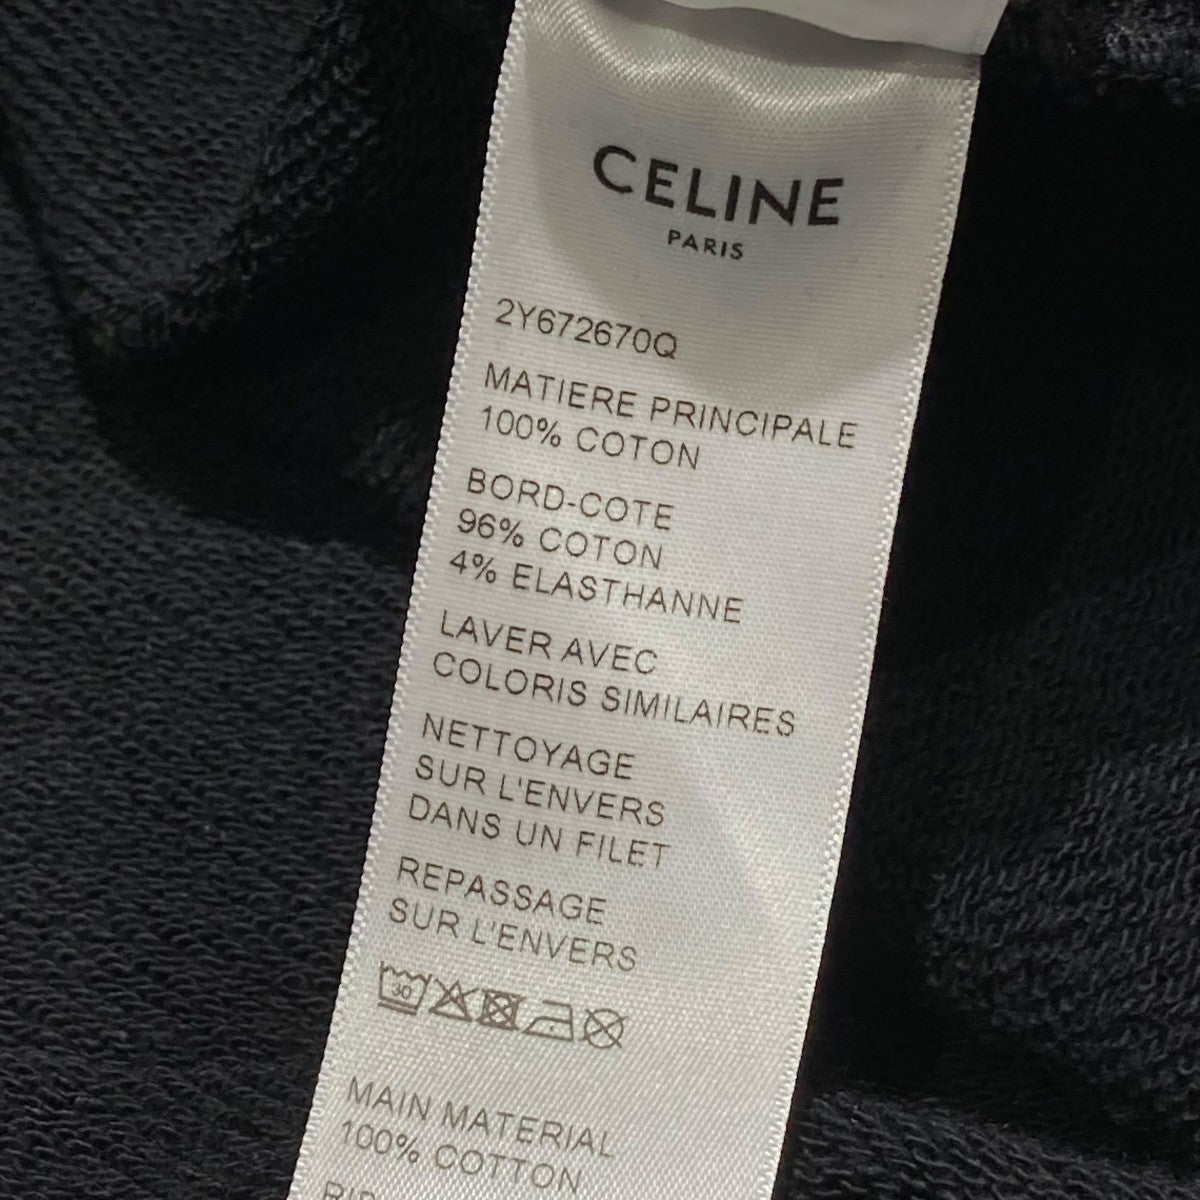 CELINE
PARIS
2Y672670Q
MATIERE PRINCIPALE
100% COTON
BORD-COTE
96% COTON
4% ELASTHANNE
LAVER AVEC
COLORIS SIMILAIRES
NETTOYAGE
SUR L'ENVERS
DANS UN FILET
REPASSAGE
SUR L'ENVERS
30
MAIN MATERIAL
100% COTTON